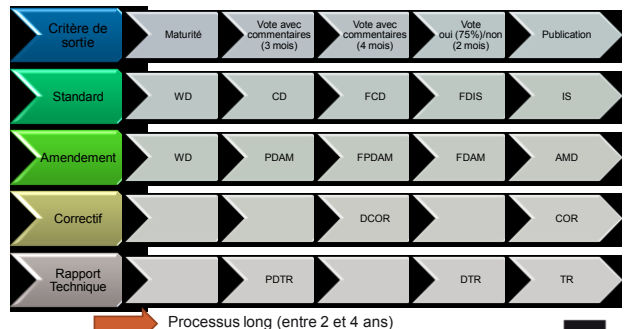 Critère de
sortie
Maturité
Vote avec
commentaires
(3 mois)
Vote avec
commentaires
(4 mois)
Vote
oui (75%)/non
(2 mois)
Publication
Standard
WD
CD
FCD
FDIS
IS
Amendement
WD
PDAM
FPDAM
FDAM
AMD
Correctif
DCOR
COR
Rapport
Technique
PDTR
DTR
TR
Processus long (entre 2 et 4 ans)